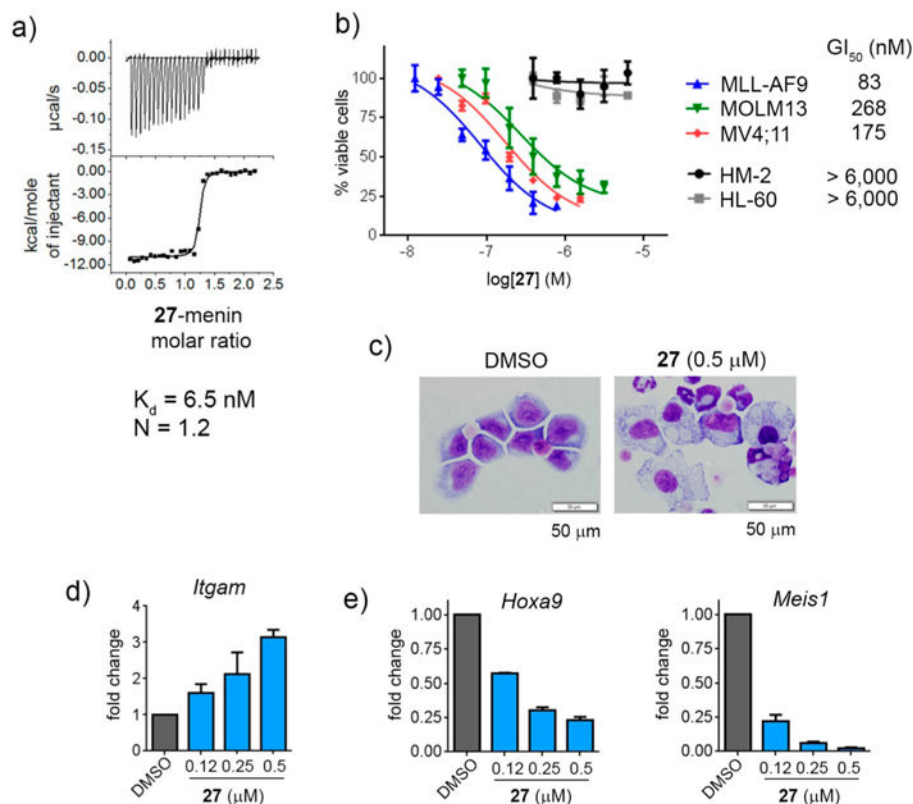 a)
0.00
-0.05
-0.10
-0.15
µcal/s
0.00
-3.00
-6.00
-9.00
-12.00
kcal/mole
of injectant
0.0 0.5 1.0 1.5 2.0 2.5
27-menin
molar ratio
Kd = 6.5 nM
N = 1.2
b)
% viable cells
100
75
50
25
0
-9 -8 -7 -6 -5
log[27] (M)
GI50 (nM)
MLL-AF9 83
MOLM13 268
MV4;11 175
HM-2 > 6,000
HL-60 > 6,000
c)
DMSO
27 (0.5 µM)
50 µm
50 µm
d)
Itgam
fold change
4
3
2
1
0
DMSO
0.12 0.25 0.5
27 (µM)
e)
Hoxa9
fold change
1.00
0.75
0.50
0.25
0.00
DMSO
0.12 0.25 0.5
27 (µM)
Meis1
fold change
1.00
0.75
0.50
0.25
0.00
DMSO
0.12 0.25 0.5
27 (µM)